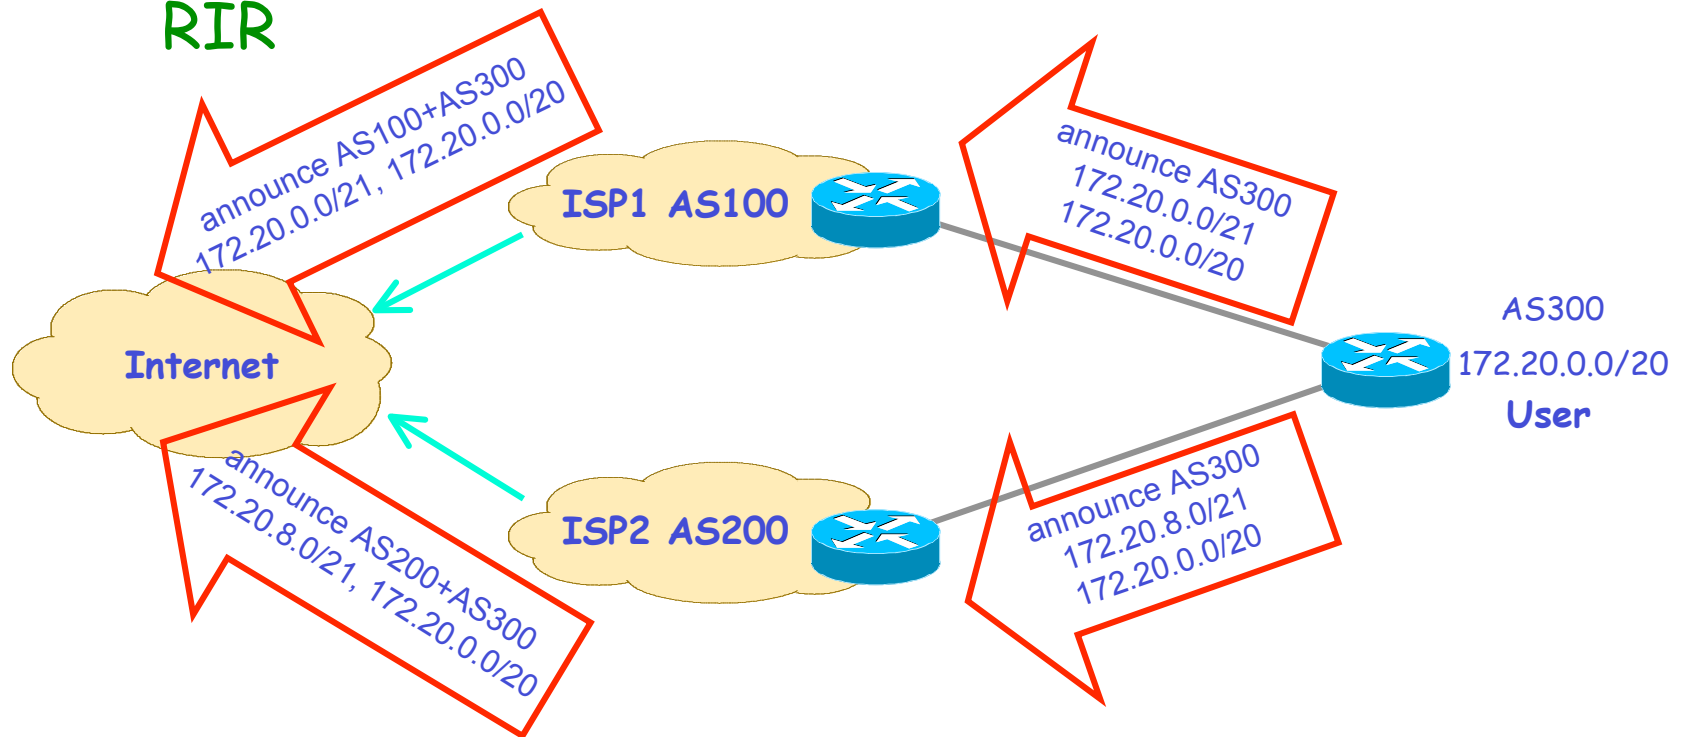 RIR
announce AS100+AS300
172.20.0.0/21, 172.20.0.0/20
ISP1 AS100
announce AS300
172.20.0.0/21
172.20.0.0/20
AS300
172.20.0.0/20
User
Internet
announce AS200+AS300
172.20.8.0/21, 172.20.0.0/20
ISP2 AS200
announce AS300
172.20.8.0/21
172.20.0.0/20